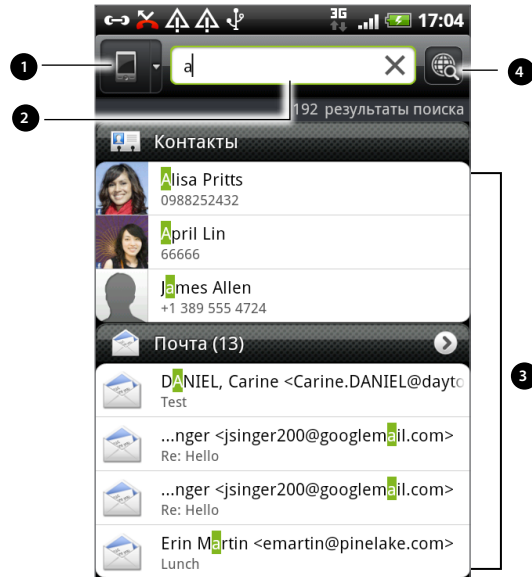 3G 17:04
1
a
4
2
192 результаты поиска
Контакты
Alisa Pritts
0988252432
April Lin
66666
James Allen
+1 389 555 4724
Почта (13)
3
DANIEL, Carine <Carine.DANIEL@dayto
Test
...nger <jsinger200@googlemail.com>
Re: Hello
...nger <jsinger200@googlemail.com>
Re: Hello
Erin Martin <emartin@pinelake.com>
Lunch